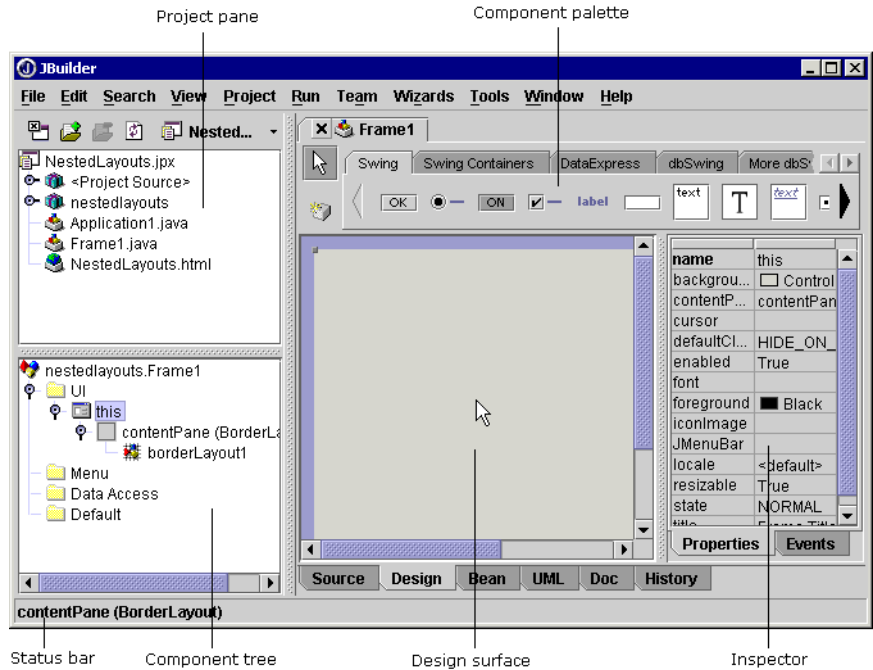 Project pane
Component palette
JBuilder
File Edit Search View Project Run Team Wizards Tools Window Help
Nested...
Frame1
NestedLayouts.jpx
<Project Source>
nestedlayouts
Application1.java
Frame1.java
NestedLayouts.html
Swing Swing Containers DataExpress dbSwing More dbS
OK ON label text T text
nestedlayouts.Frame1
UI
this
contentPane (BorderLa
borderLayout1
Menu
Data Access
Default
name this
backgrou... Control
contentP... contentPan
cursor
defaultCl... HIDE_ON_
enabled True
font
foreground Black
iconImage
JMenuBar
locale <default>
resizable True
state NORMAL
title Frame Title
Properties Events
Source Design Bean UML Doc History
contentPane (BorderLayout)
Status bar
Component tree
Design surface
Inspector